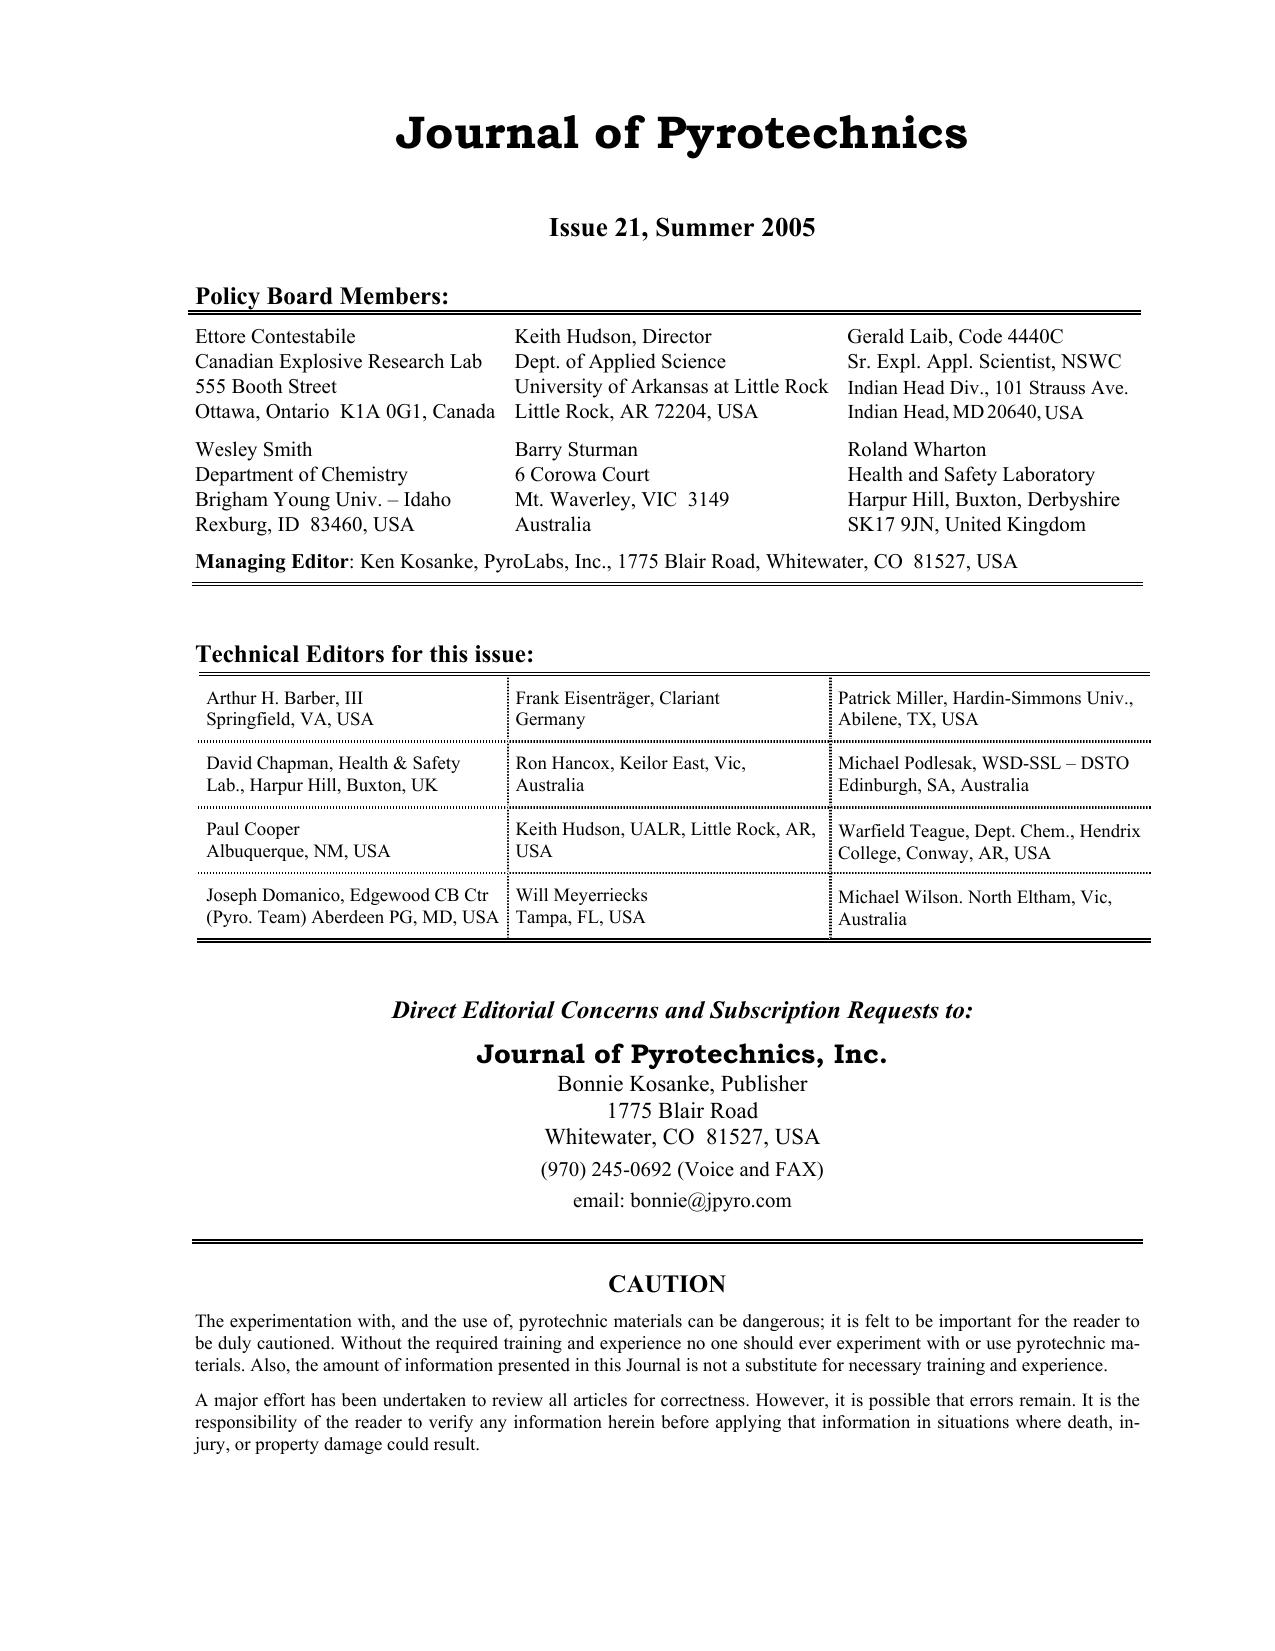 Journal of Pyrotechnics
Issue 21, Summer 2005
Policy Board Members:
Ettore Contestabile
Canadian Explosive Research Lab
555 Booth Street
Ottawa, Ontario  K1A 0G1, Canada
Keith Hudson, Director
Dept. of Applied Science
University of Arkansas at Little Rock
Little Rock, AR 72204, USA
Gerald Laib, Code 4440C
Sr. Expl. Appl. Scientist, NSWC
Indian Head Div., 101 Strauss Ave.
Indian Head, MD 20640, USA
Wesley Smith
Department of Chemistry
Brigham Young Univ. – Idaho
Rexburg, ID  83460, USA
Barry Sturman
6 Corowa Court
Mt. Waverley, VIC  3149
Australia
Roland Wharton
Health and Safety Laboratory
Harpur Hill, Buxton, Derbyshire
SK17 9JN, United Kingdom
Managing Editor: Ken Kosanke, PyroLabs, Inc., 1775 Blair Road, Whitewater, CO  81527, USA
Technical Editors for this issue:
Arthur H. Barber, III
Springfield, VA, USA
Frank Eisenträger, Clariant
Germany
Patrick Miller, Hardin-Simmons Univ.,
Abilene, TX, USA
David Chapman, Health & Safety
Lab., Harpur Hill, Buxton, UK
Ron Hancox, Keilor East, Vic,
Australia
Michael Podlesak, WSD-SSL – DSTO
Edinburgh, SA, Australia
Paul Cooper
Albuquerque, NM, USA
Keith Hudson, UALR, Little Rock, AR,
USA
Warfield Teague, Dept. Chem., Hendrix
College, Conway, AR, USA
Joseph Domanico, Edgewood CB Ctr
(Pyro. Team) Aberdeen PG, MD, USA
Will Meyerriecks
Tampa, FL, USA
Michael Wilson. North Eltham, Vic,
Australia
Direct Editorial Concerns and Subscription Requests to:
Journal of Pyrotechnics, Inc.
Bonnie Kosanke, Publisher
1775 Blair Road
Whitewater, CO  81527, USA
(970) 245-0692 (Voice and FAX)
email: bonnie@jpyro.com
CAUTION
The experimentation with, and the use of, pyrotechnic materials can be dangerous; it is felt to be important for the reader to
be duly cautioned. Without the required training and experience no one should ever experiment with or use pyrotechnic ma-
terials. Also, the amount of information presented in this Journal is not a substitute for necessary training and experience.
A major effort has been undertaken to review all articles for correctness. However, it is possible that errors remain. It is the
responsibility of the reader to verify any information herein before applying that information in situations where death, in-
jury, or property damage could result.